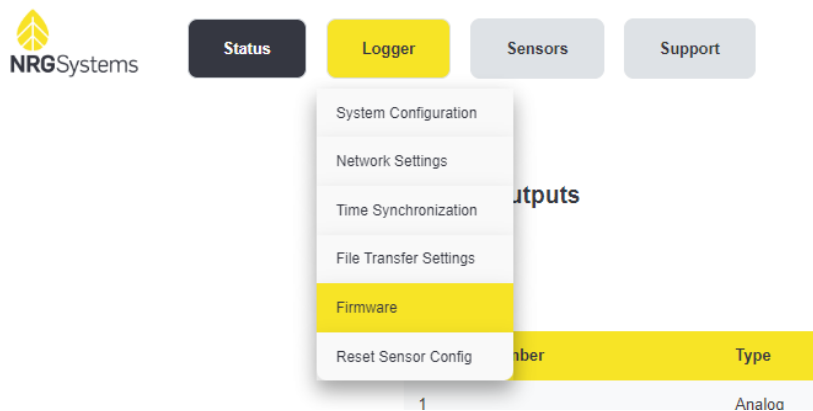 NRGSystems
Status Logger Sensors Support
System Configuration
Network Settings
Time Synchronization
utputs
File Transfer Settings
Firmware
Reset Sensor Config
nber Type
1 Analog